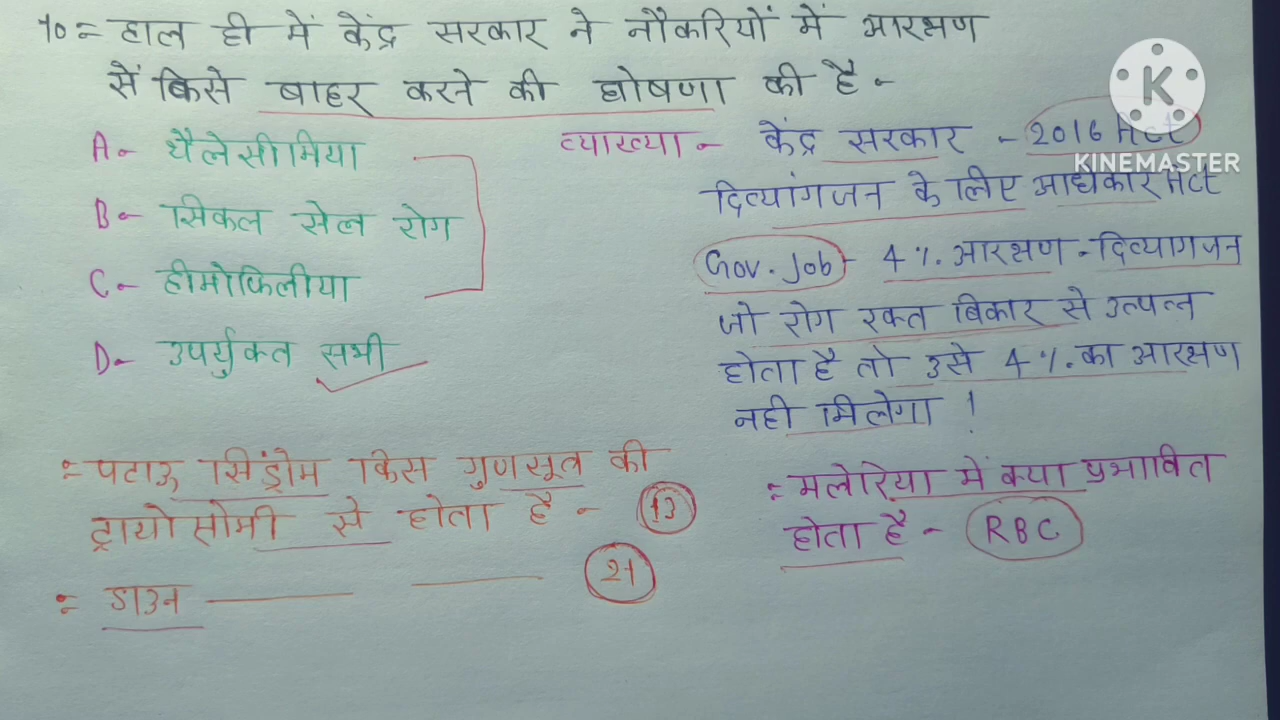 10= हाल ही में केंद्र सरकार ने नौकरियों में आरक्षण
सें किसे बाहर करने की घोषणा की है -
A- थैलेसीमिया
B- सिकल सेल रोग
C- हीमोफिलीया
D- उपर्युक्त सभी
व्याख्या - केंद्र सरकार - 2016 Act
दिव्यांगजन के लिए अधिकार Act
Gov. Job - 4 % आरक्षण - दिव्यागजन
जो रोग रक्त विकार से उत्पन्न
होता है तो उसे 4 % का आरक्षण
नही मिलेगा !
= पटाऊ सिंड्रोम किस गुणसूत्र की
ट्रायोसोमी से होता है - 13
= डाउन 21
= मलेरिया में क्या प्रभावित
होता है - RBC
K
KINEMASTER